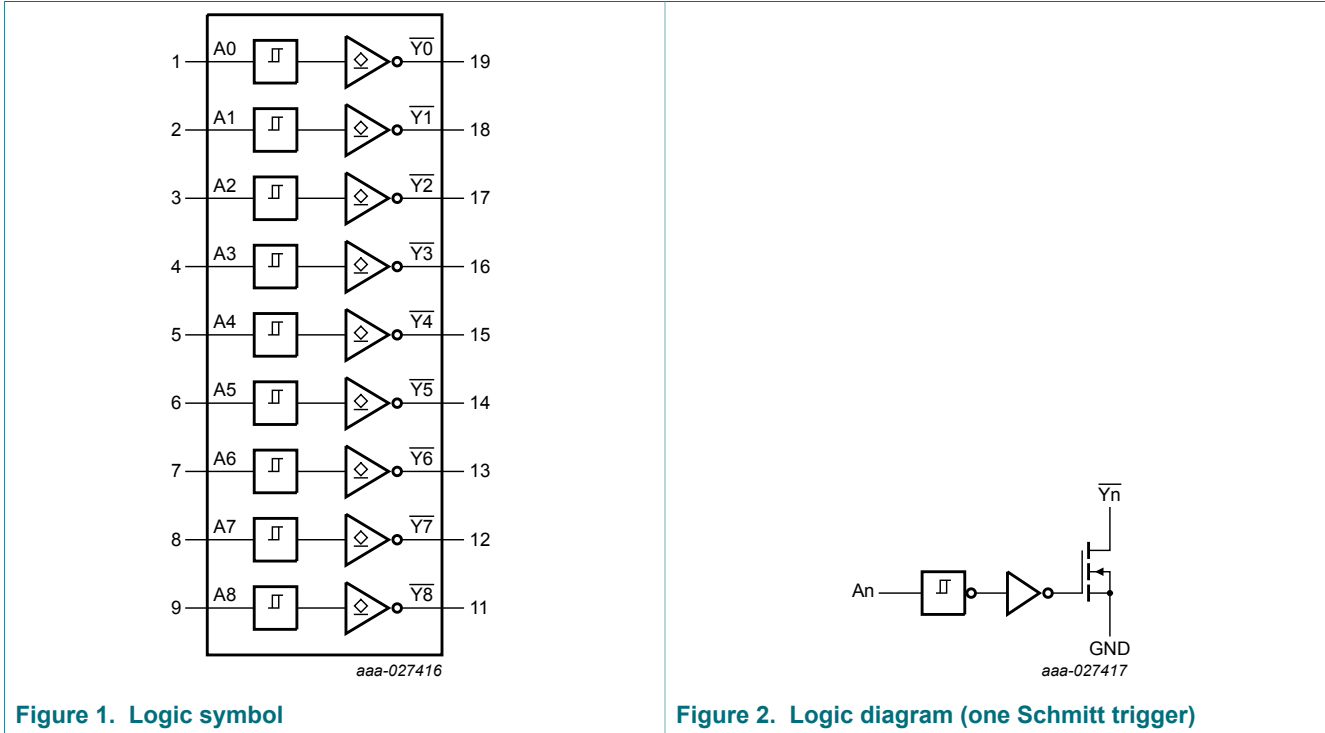 1 A0 Y0 19
2 A1 Y1 18
3 A2 Y2 17
4 A3 Y3 16
5 A4 Y4 15
6 A5 Y5 14
7 A6 Y6 13
8 A7 Y7 12
9 A8 Y8 11
aaa-027416
Figure 1. Logic symbol
Yn
An
GND
aaa-027417
Figure 2. Logic diagram (one Schmitt trigger)